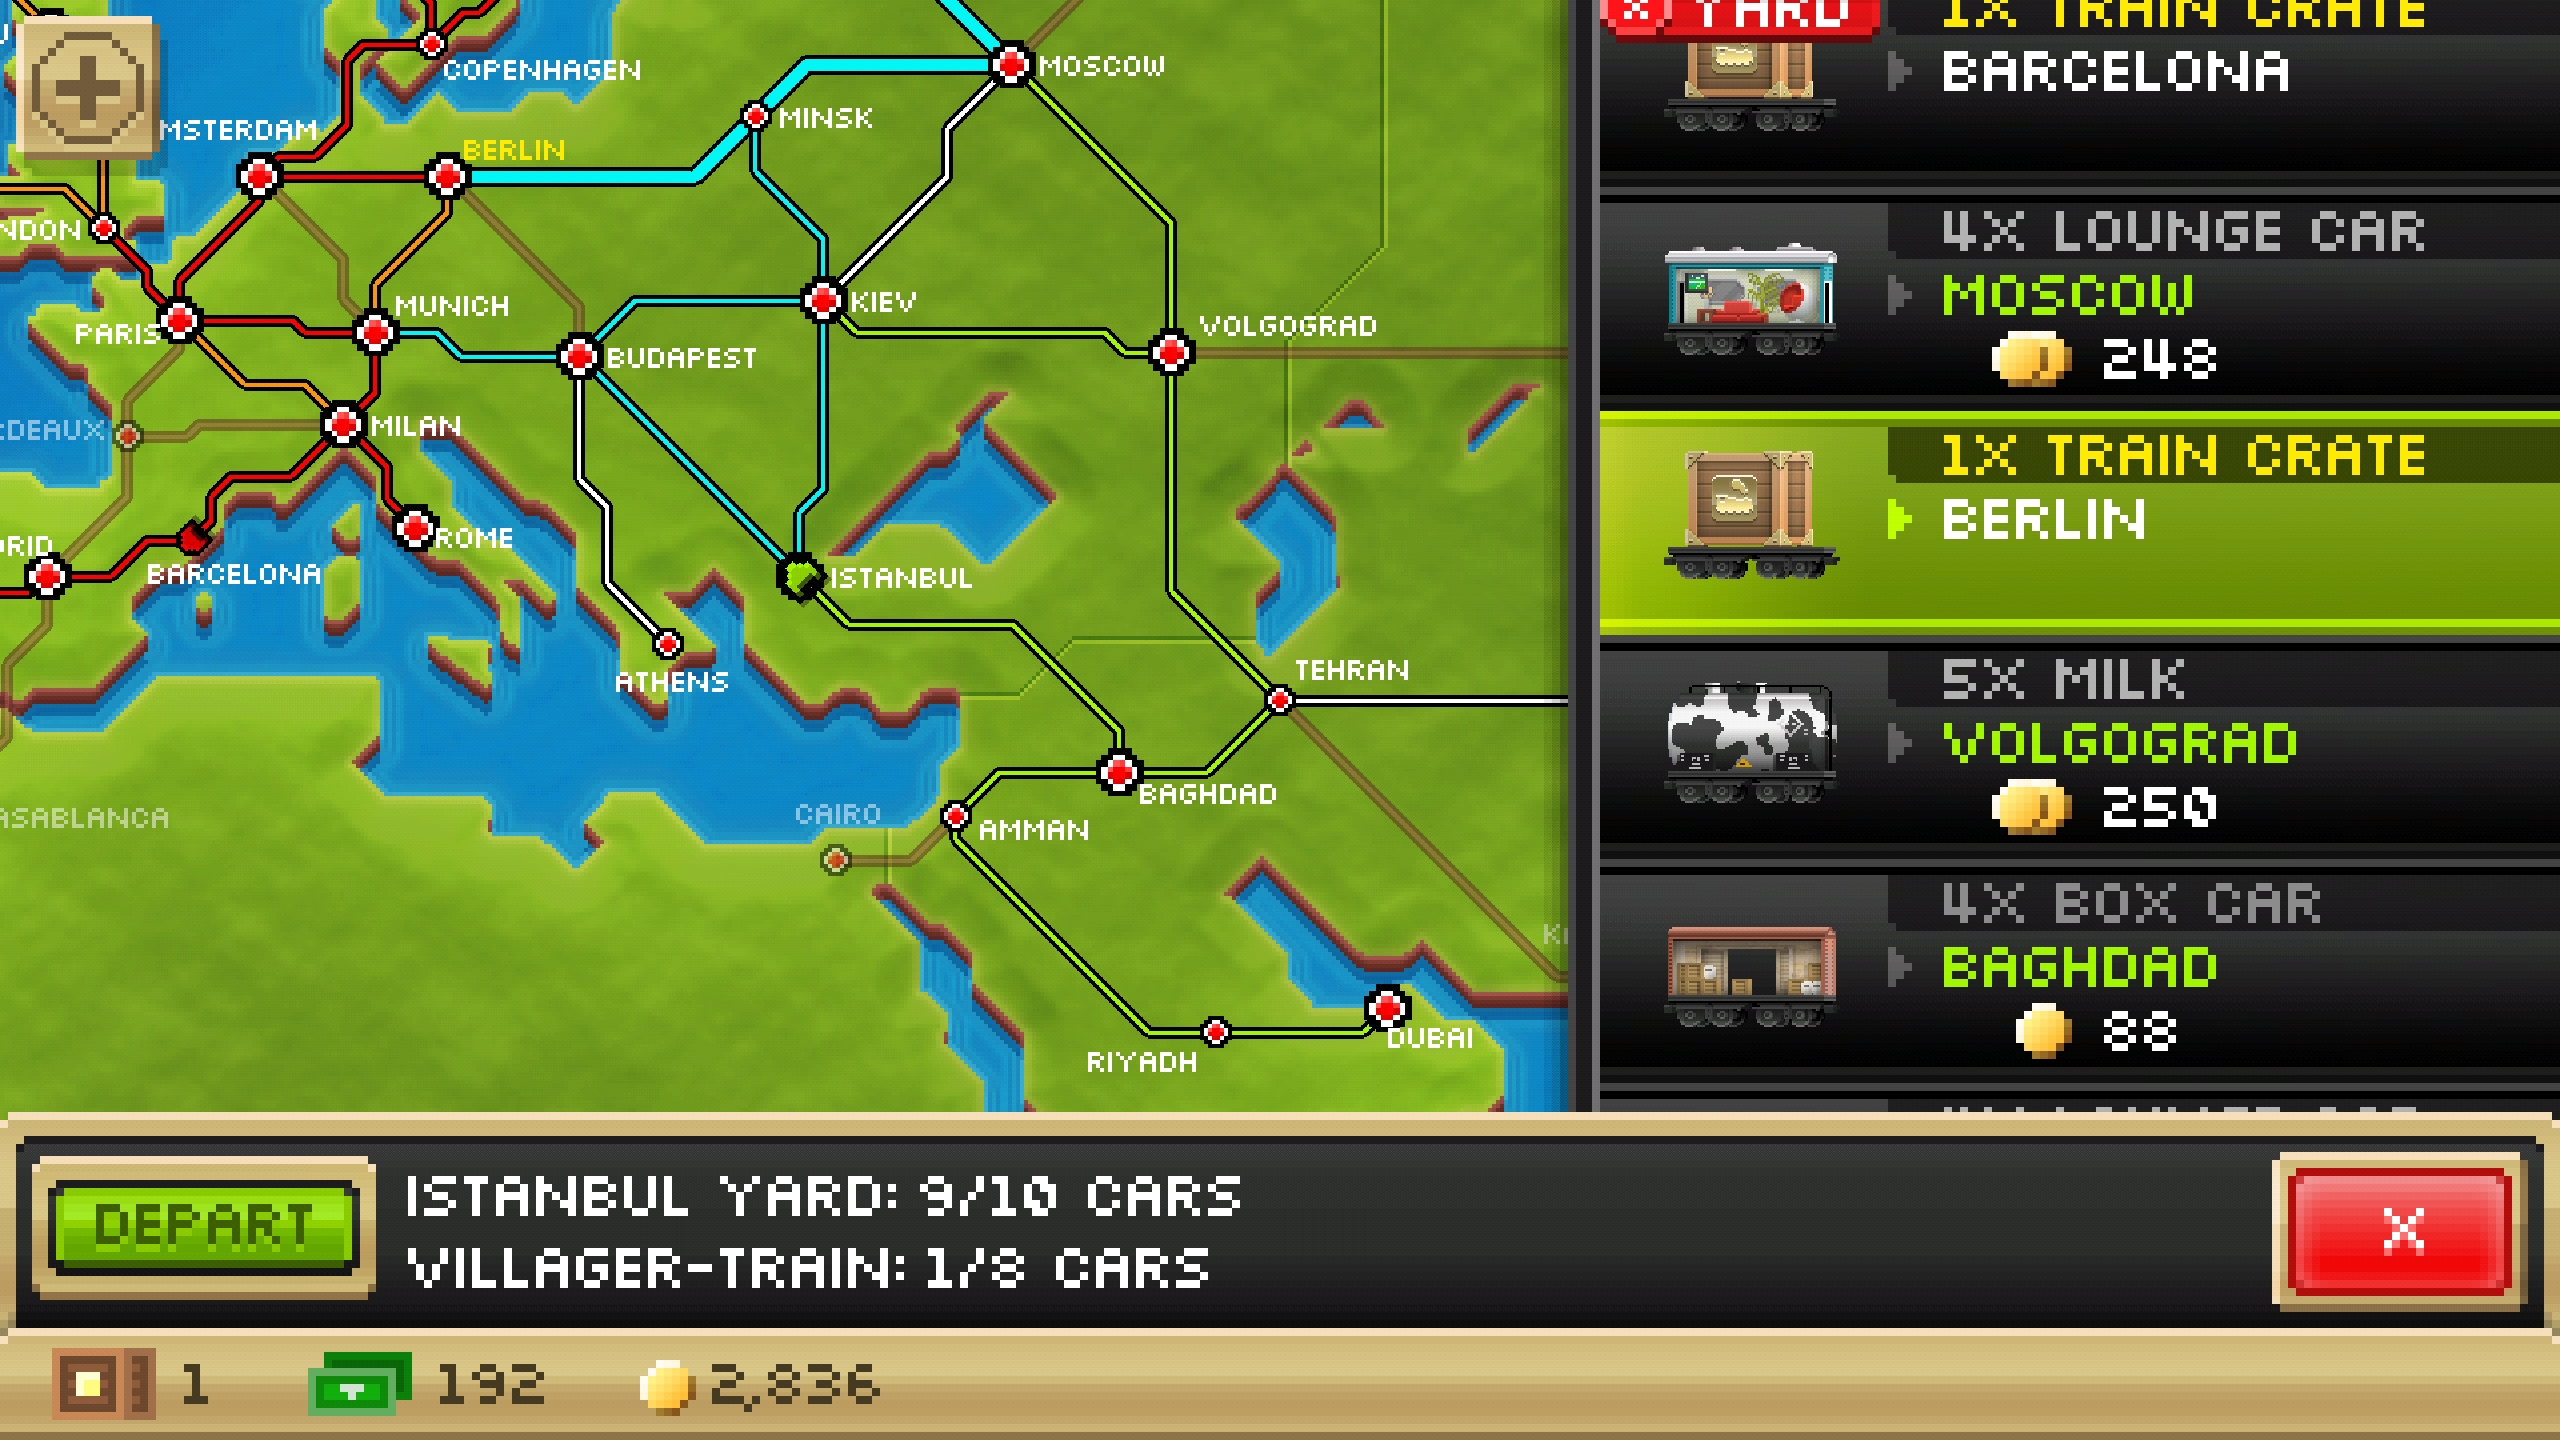 COPENHAGEN
MOSCOW
MINSK
MSTERDAM
BERLIN
NDON
MUNICH
KIEV
PARIS
BUDAPEST
VOLGOGRAD
DEAUX
MILAN
ROME
RID
BARCELONA
ISTANBUL
ATHENS
TEHRAN
BAGHDAD
ASABLANCA
CAIRO
AMMAN
RIYADH
DUBAI
YARD
1X TRAIN CRATE
BARCELONA
4X LOUNGE CAR
MOSCOW
248
1X TRAIN CRATE
BERLIN
5X MILK
VOLGOGRAD
250
4X BOX CAR
BAGHDAD
88
DEPART
ISTANBUL YARD: 9/10 CARS
VILLAGER-TRAIN: 1/8 CARS
X
1
192
2,836